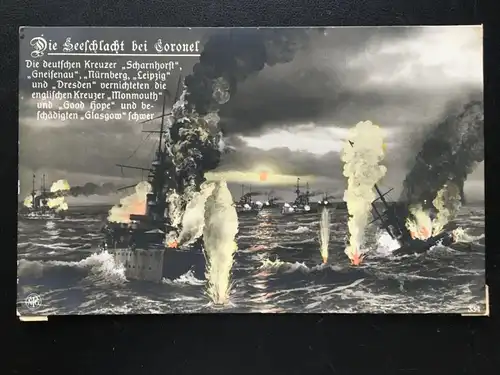 Die Seeschlacht bei Coronel
Die deutschen Kreuzer „Scharnhorst“,
„Gneisenau“, „Nürnberg, „Leipzig“
und „Dresden“ vernichteten die
englischen Kreuzer „Monmouth“
und „Good Hope“ und be-
schädigten „Glasgow“ schwer